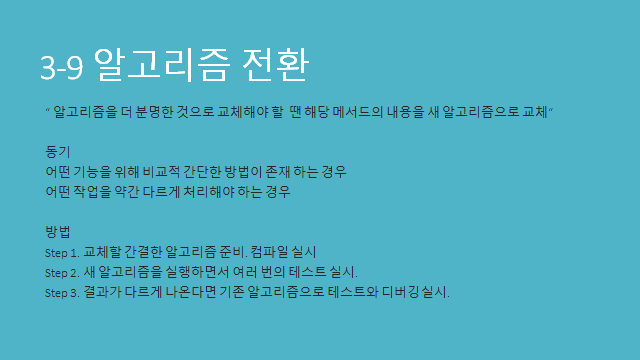 3-9 알고리즘 전환
“ 알고리즘을 더 분명한 것으로 교체해야 할 땐 해당 메서드의 내용을 새 알고리즘으로 교체”
동기
어떤 기능을 위해 비교적 간단한 방법이 존재 하는 경우
어떤 작업을 약간 다르게 처리해야 하는 경우
방법
Step 1. 교체할 간결한 알고리즘 준비. 컴파일 실시
Step 2. 새 알고리즘을 실행하면서 여러 번의 테스트 실시.
Step 3. 결과가 다르게 나온다면 기존 알고리즘으로 테스트와 디버깅실시.